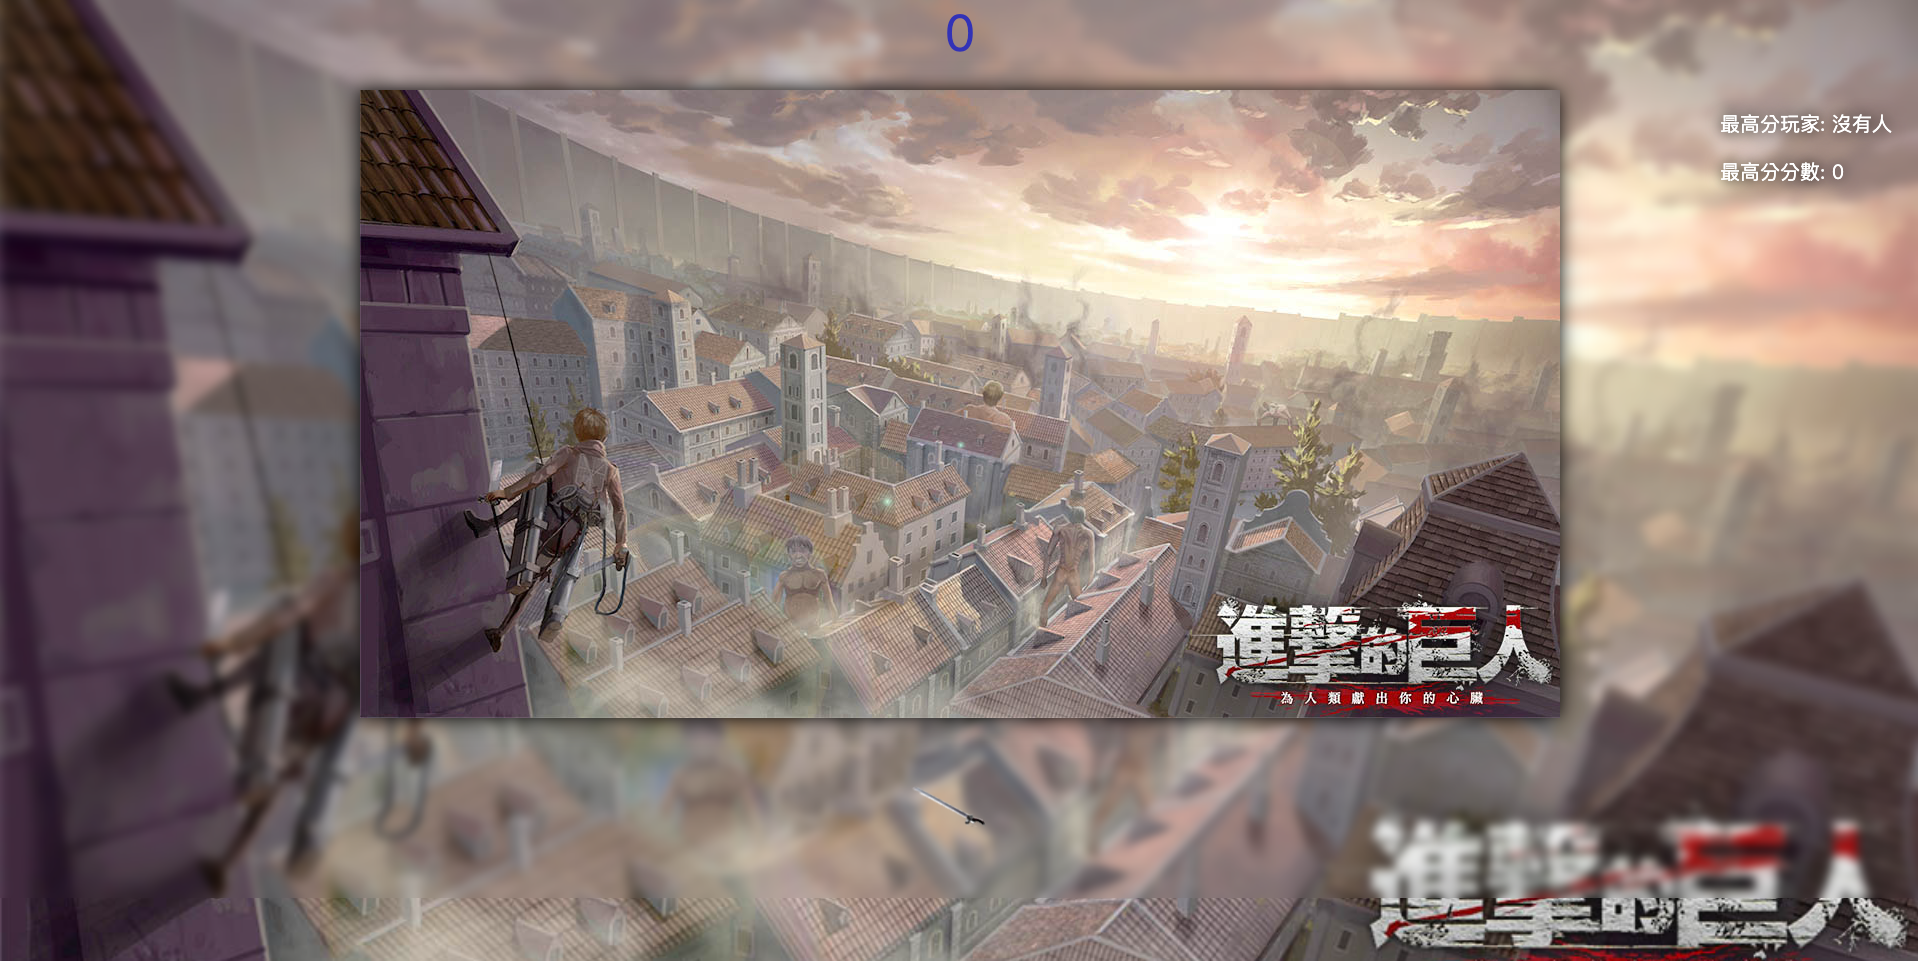 0
最高分玩家: 沒有人
最高分分數: 0
進擊的巨人
為人類獻出你的心臟
進擊的巨人